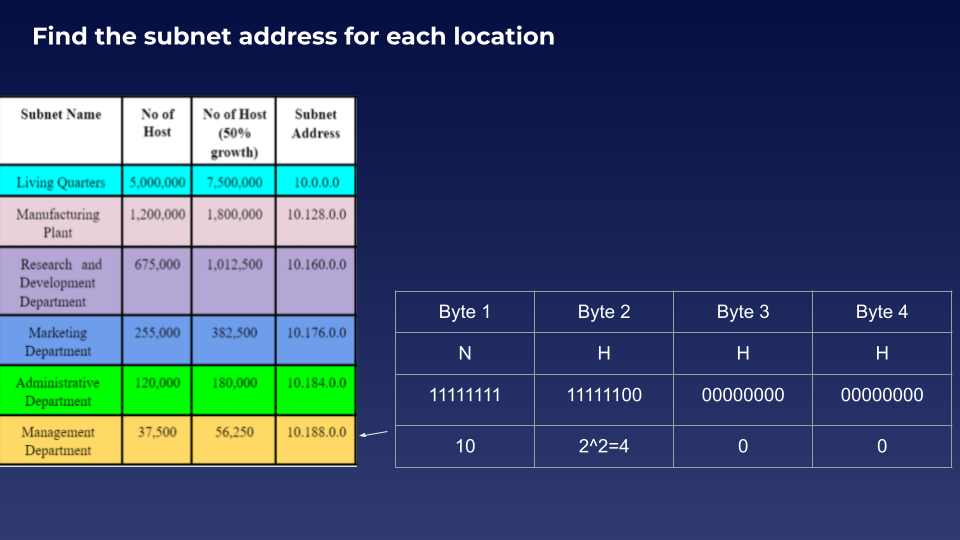 Find the subnet address for each location
Subnet Name No of Host No of Host (50% growth) Subnet Address
Living Quarters 5,000,000 7,500,000 10.0.0.0
Manufacturing Plant 1,200,000 1,800,000 10.128.0.0
Research and Development Department 675,000 1,012,500 10.160.0.0
Marketing Department 255,000 382,500 10.176.0.0
Administrative Department 120,000 180,000 10.184.0.0
Management Department 37,500 56,250 10.188.0.0
Byte 1 Byte 2 Byte 3 Byte 4
N H H H
11111111 11111100 00000000 00000000
10 2^2=4 0 0